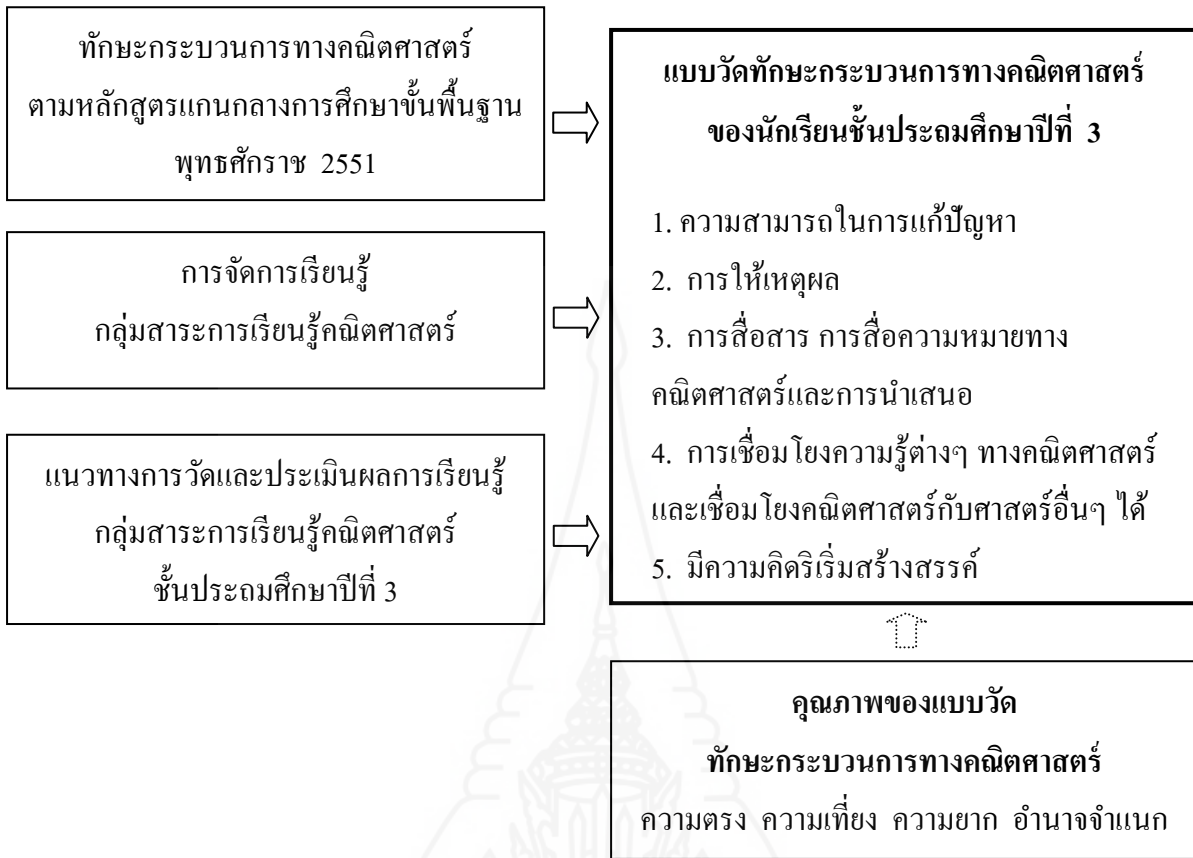 ทักษะกระบวนการทางคณิตศาสตร์
ตามหลักสูตรแกนกลางการศึกษาขั้นพื้นฐาน
พุทธศักราช 2551
การจัดการเรียนรู้
กลุ่มสาระการเรียนรู้คณิตศาสตร์
แนวทางการวัดและประเมินผลการเรียนรู้
กลุ่มสาระการเรียนรู้คณิตศาสตร์
ชั้นประถมศึกษาปีที่ 3
แบบวัดทักษะกระบวนการทางคณิตศาสตร์
ของนักเรียนชั้นประถมศึกษาปีที่ 3
1. ความสามารถในการแก้ปัญหา
2. การให้เหตุผล
3. การสื่อสาร การสื่อความหมายทาง
คณิตศาสตร์และการนำเสนอ
4. การเชื่อมโยงความรู้ต่างๆ ทางคณิตศาสตร์
และเชื่อมโยงคณิตศาสตร์กับศาสตร์อื่นๆ ได้
5. มีความคิดริเริ่มสร้างสรรค์
คุณภาพของแบบวัด
ทักษะกระบวนการทางคณิตศาสตร์
ความตรง ความเที่ยง ความยาก อำนาจจำแนก